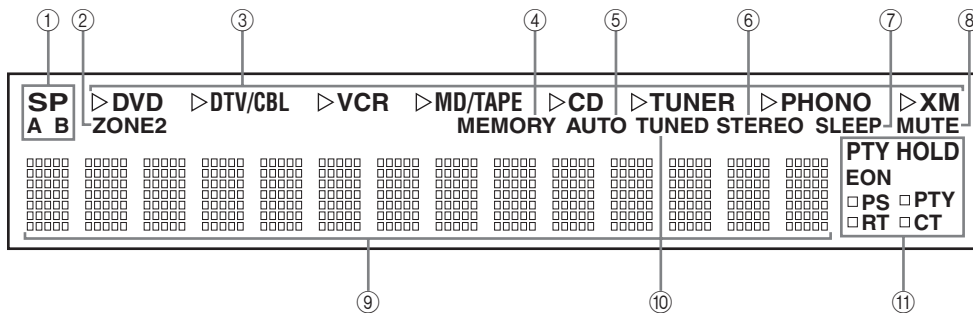 ① ② ③ ④ ⑤ ⑥ ⑦ ⑧
SP ▷DVD ▷DTV/CBL ▷VCR ▷MD/TAPE ▷CD ▷TUNER ▷PHONO ▷XM
A B ZONE2 MEMORY AUTO TUNED STEREO SLEEP MUTE
PTY HOLD
EON
□PS □PTY
□RT □CT
⑨ ⑩ ⑪